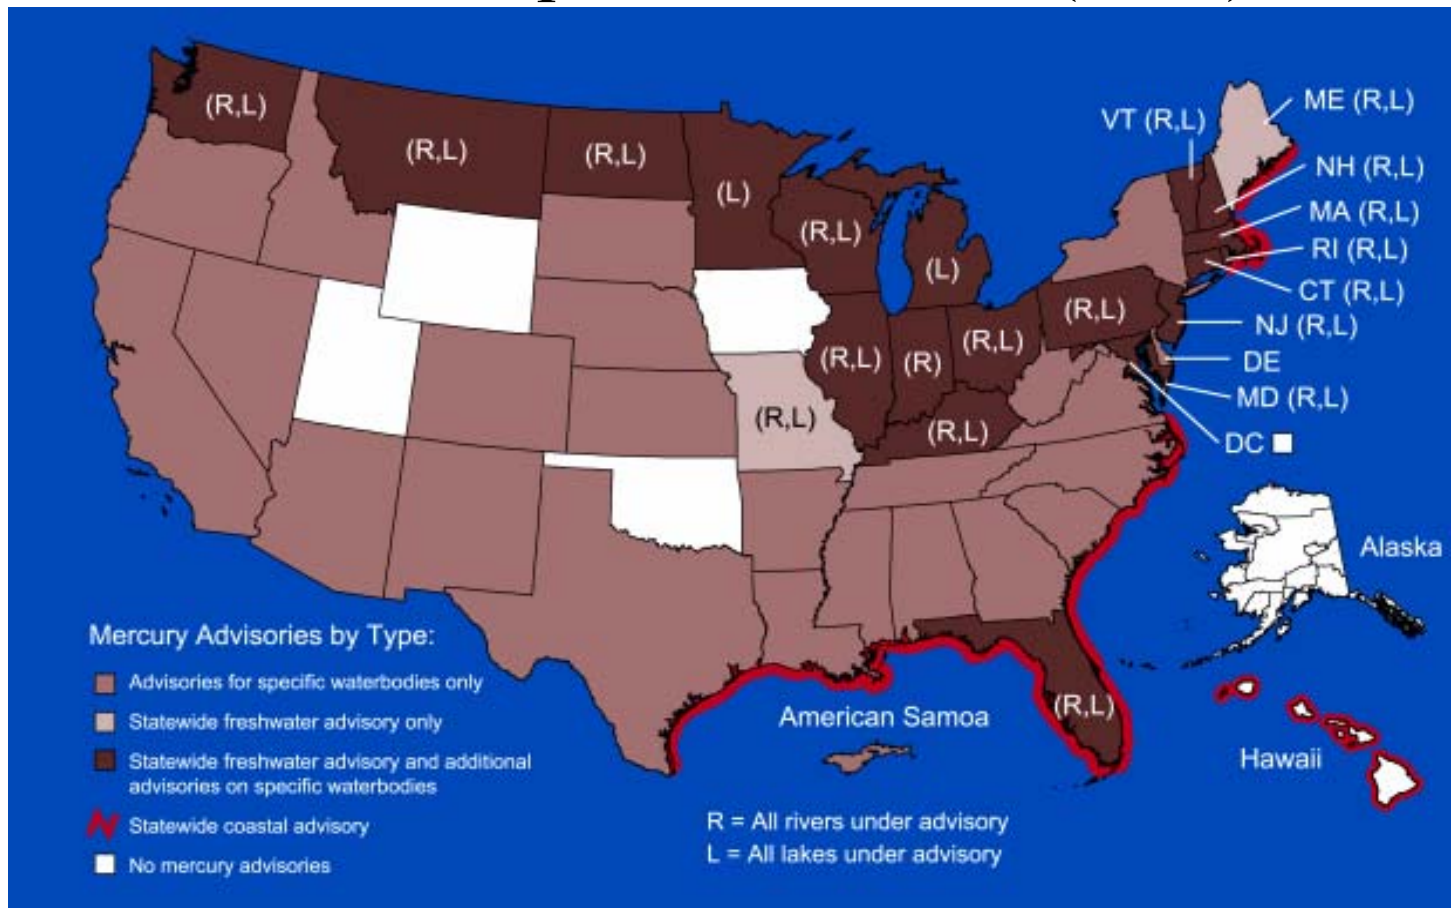 (R,L)
(R,L)
(R,L)
(L)
(R,L)
(L)
(R,L)
(R)
(R,L)
(R,L)
(R,L)
(R,L)
(R,L)
VT (R,L)
ME (R,L)
NH (R,L)
MA (R,L)
RI (R,L)
CT (R,L)
NJ (R,L)
DE
MD (R,L)
DC
Alaska
Hawaii
American Samoa
Mercury Advisories by Type:
Advisories for specific waterbodies only
Statewide freshwater advisory only
Statewide freshwater advisory and additional
advisories on specific waterbodies
Statewide coastal advisory
No mercury advisories
R = All rivers under advisory
L = All lakes under advisory